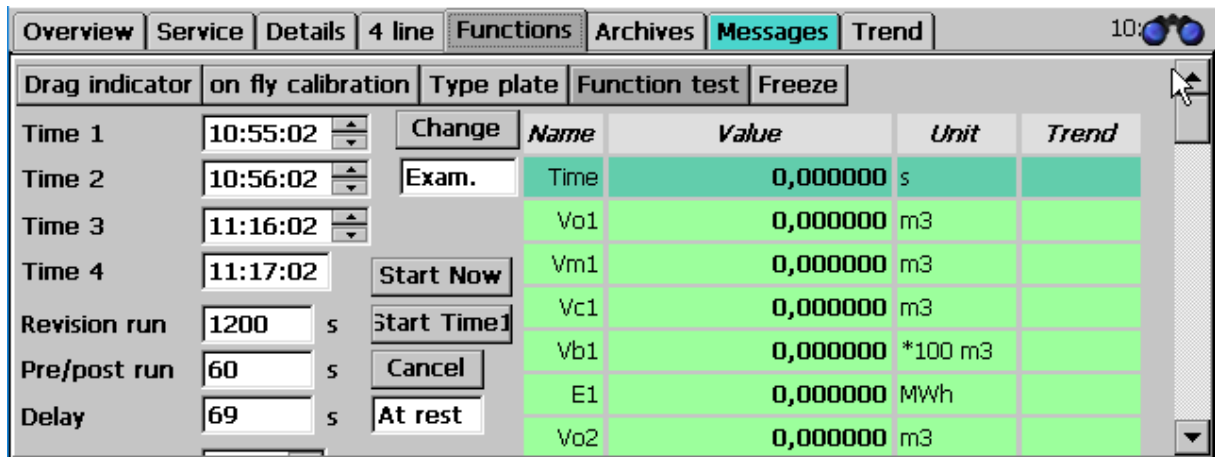 Overview Service Details 4 line Functions Archives Messages Trend 10:
Drag indicator on fly calibration Type plate Function test Freeze
Time 1 10:55:02 Change
Time 2 10:56:02 Exam.
Time 3 11:16:02
Time 4 11:17:02 Start Now
Revision run 1200 s Start Time1
Pre/post run 60 s Cancel
Delay 69 s At rest
Name Value Unit Trend
Time 0,000000 s
Vo1 0,000000 m3
Vm1 0,000000 m3
Vc1 0,000000 m3
Vb1 0,000000 *100 m3
E1 0,000000 MWh
Vo2 0,000000 m3